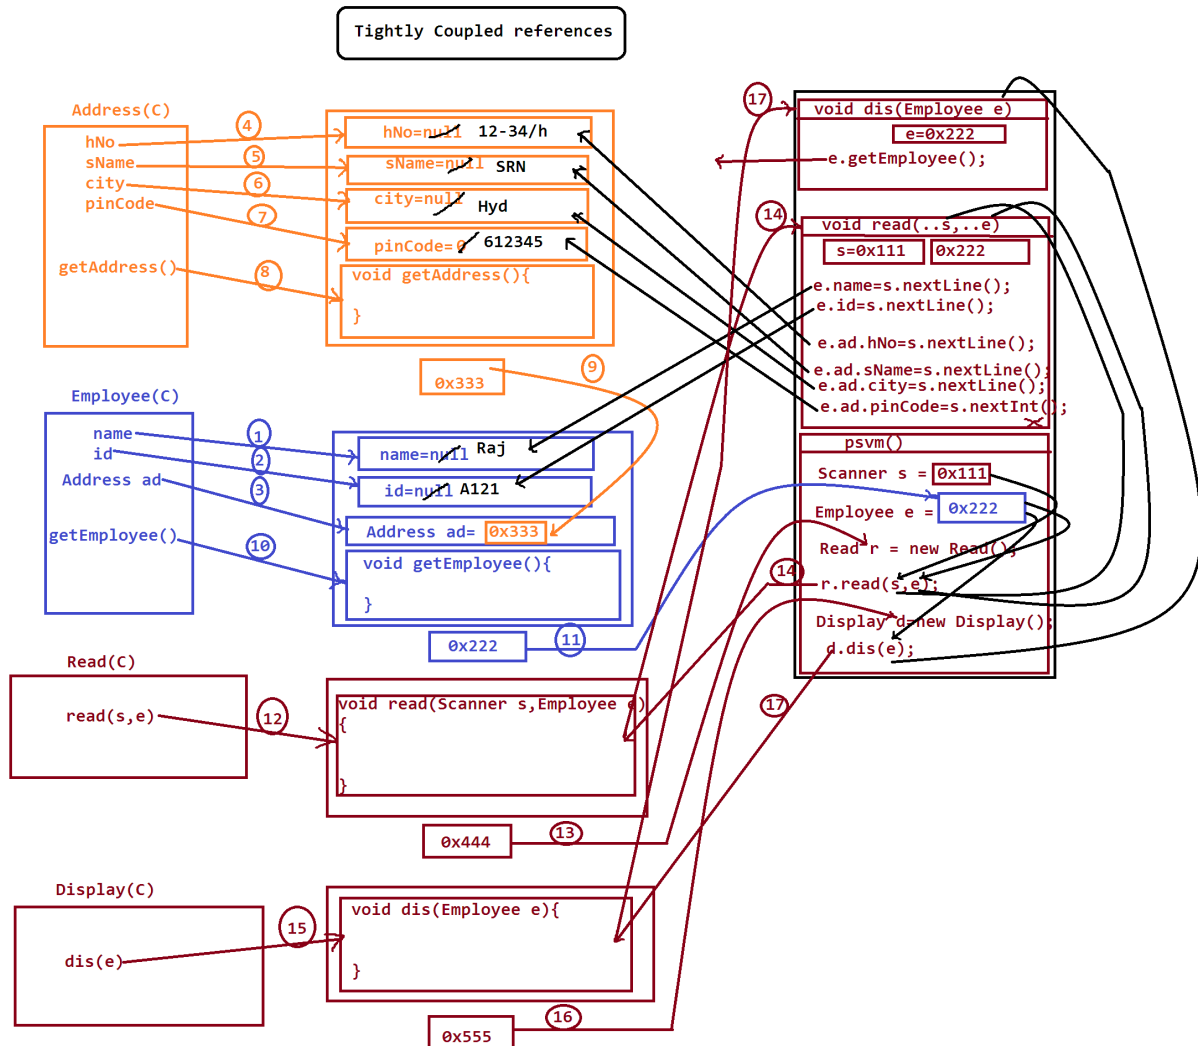 Tightly Coupled references
Address(C)
hNo
sName
city
pinCode
getAddress()
4
5
6
7
8
hNo=null 12-34/h
sName=null SRN
city=null Hyd
pinCode=0 612345
void getAddress(){
}
0x333
9
Employee(C)
name
id
Address ad
getEmployee()
1
2
3
10
name=null Raj
id=null A121
Address ad= 0x333
void getEmployee(){
}
0x222
11
Read(C)
read(s,e)
12
void read(Scanner s,Employee e)
{
}
0x444
13
Display(C)
dis(e)
15
void dis(Employee e){
}
0x555
16
17
void dis(Employee e)
e=0x222
e.getEmployee();
14
void read(..s,..e)
s=0x111 0x222
e.name=s.nextLine();
e.id=s.nextLine();
e.ad.hNo=s.nextLine();
e.ad.sName=s.nextLine();
e.ad.city=s.nextLine();
e.ad.pinCode=s.nextInt();
psvm()
Scanner s = 0x111
Employee e = 0x222
Read r = new Read();
14
r.read(s,e);
Display d=new Display();
d.dis(e);
17